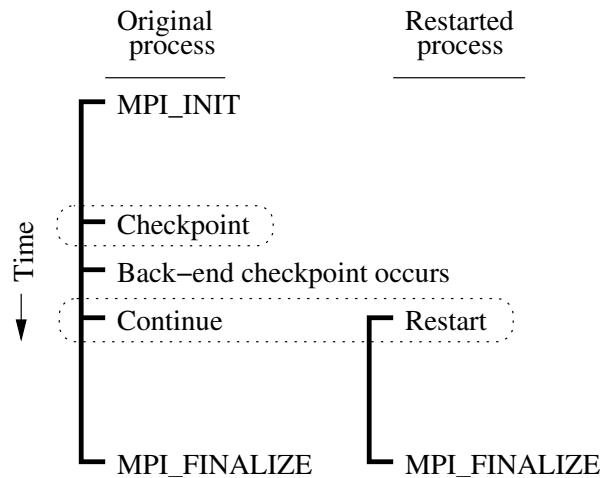 Original
process
Restarted
process
MPI_INIT
Checkpoint
Back−end checkpoint occurs
Continue
Restart
MPI_FINALIZE
MPI_FINALIZE
Time